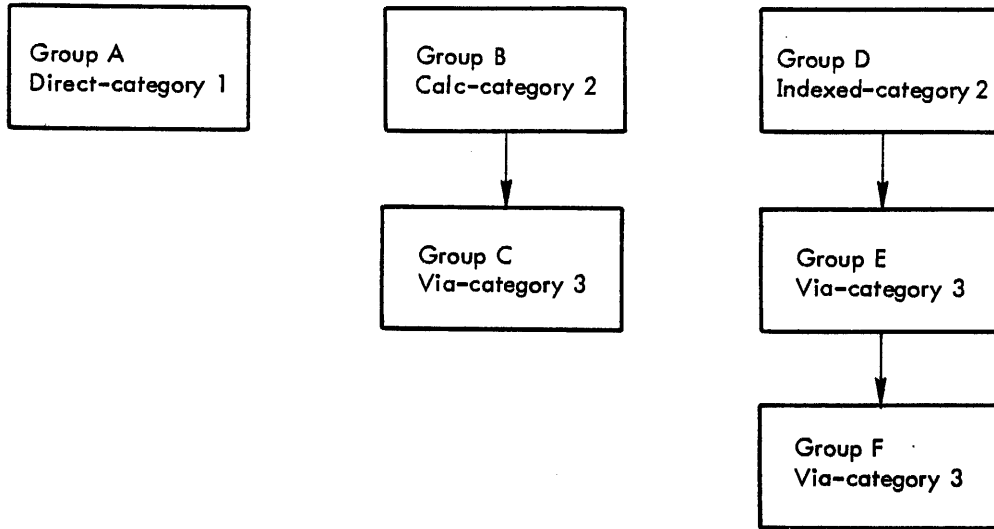 Group A
Direct-category 1
Group B
Calc-category 2
Group D
Indexed-category 2
Group C
Via-category 3
Group E
Via-category 3
Group F
Via-category 3